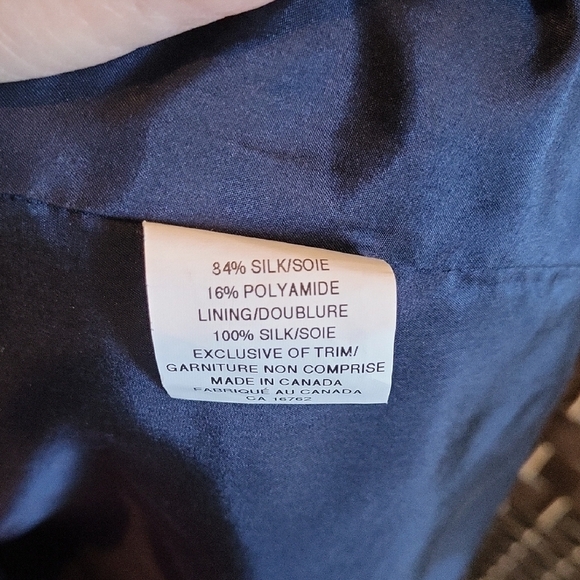 84% SILK/SOIE
16% POLYAMIDE
LINING/DOUBLURE
100% SILK/SOIE
EXCLUSIVE OF TRIM/
GARNITURE NON COMPRISE
MADE IN CANADA
FABRIQUÉ AU CANADA
CA 16762